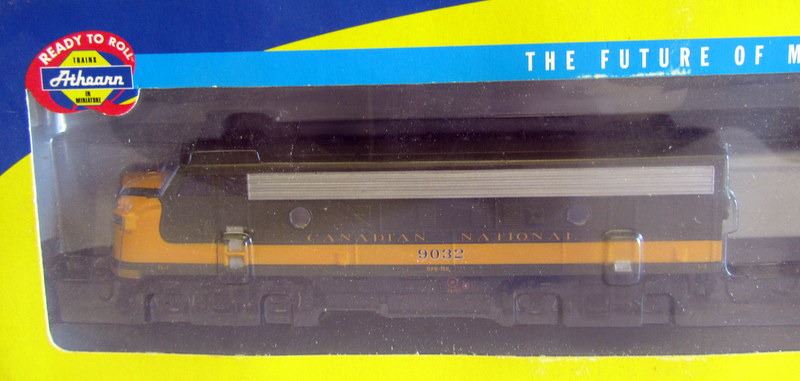 READY TO ROLL
TRAINS
Athearn
IN
MINIATURE
THE FUTURE OF M
CANADIAN NATIONAL
9032